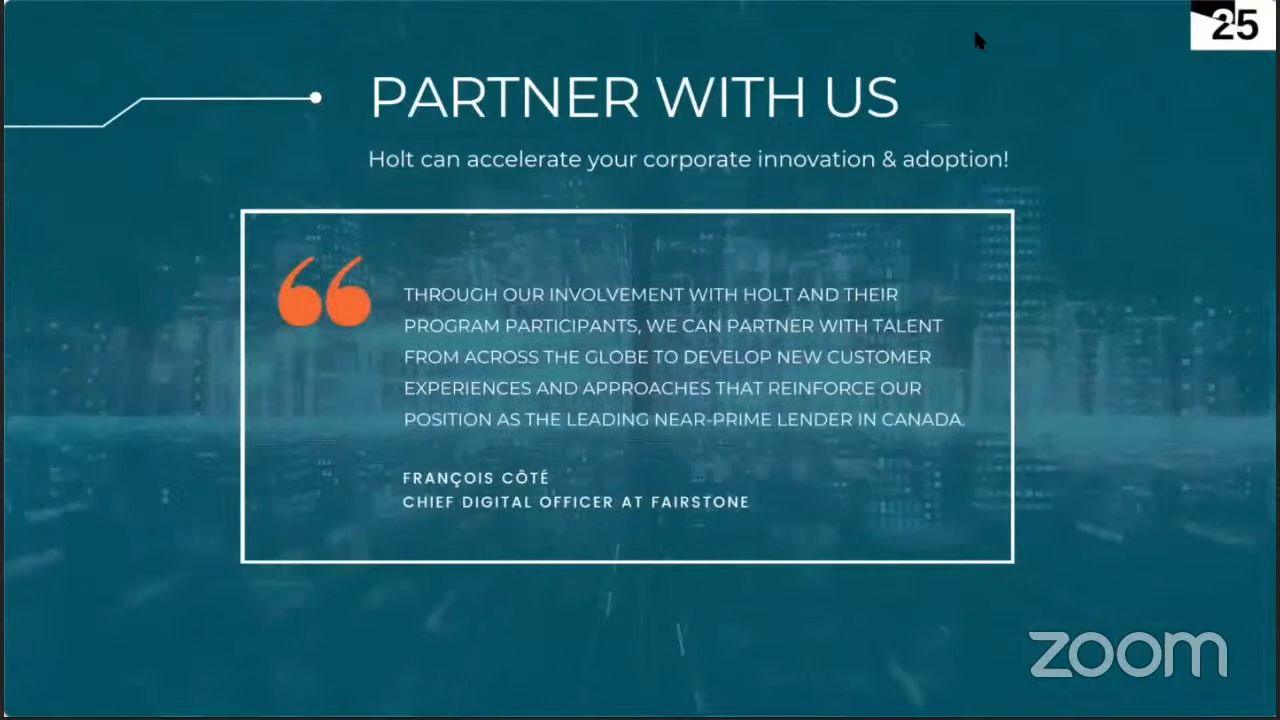 25
PARTNER WITH US
Holt can accelerate your corporate innovation & adoption!
THROUGH OUR INVOLVEMENT WITH HOLT AND THEIR
PROGRAM PARTICIPANTS, WE CAN PARTNER WITH TALENT
FROM ACROSS THE GLOBE TO DEVELOP NEW CUSTOMER
EXPERIENCES AND APPROACHES THAT REINFORCE OUR
POSITION AS THE LEADING NEAR-PRIME LENDER IN CANADA.
FRANÇOIS CÔTÉ
CHIEF DIGITAL OFFICER AT FAIRSTONE
zoom